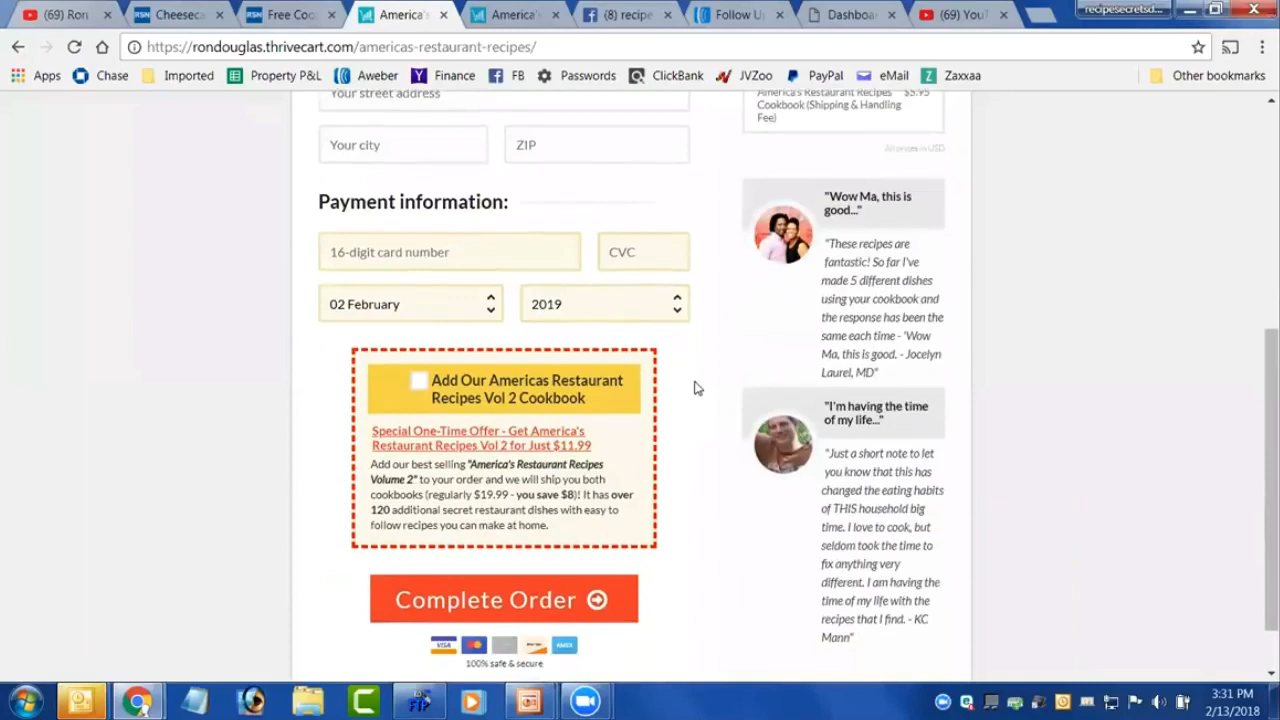 (69) Ron
Cheeseca
Free Coo
America's
America'
(8) recipe
Follow U
Dashboa
(69) YouT
recipesecretsd...
https://rondouglas.thrivecart.com/americas-restaurant-recipes/
Apps
Chase
Imported
Property P&L
Aweber
Finance
FB
Passwords
ClickBank
JVZoo
PayPal
eMail
Zaxxaa
Other bookmarks
Your street address
Your city
ZIP
Payment information:
16-digit card number
CVC
02 February
2019
Add Our Americas Restaurant
Recipes Vol 2 Cookbook
Special One-Time Offer - Get America's
Restaurant Recipes Vol 2 for Just $11.99
Add our best selling "America's Restaurant Recipes
Volume 2" to your order and we will ship you both
cookbooks (regularly $19.99 - you save $8)! It has over
120 additional secret restaurant dishes with easy to
follow recipes you can make at home.
Complete Order
VISA
100% safe & secure
America's Restaurant Recipes $5.95
Cookbook (Shipping & Handling
Fee)
All prices in USD
"Wow Ma, this is
good..."
"These recipes are
fantastic! So far I've
made 5 different dishes
using your cookbook and
the response has been the
same each time - 'Wow
Ma, this is good. - Jocelyn
Laurel, MD"
"I'm having the time
of my life..."
"Just a short note to let
you know that this has
changed the eating habits
of THIS household big
time. I love to cook, but
seldom took the time to
fix anything very
different. I am having the
time of my life with the
recipes that I find. - KC
Mann"
3:31 PM
2/13/2018